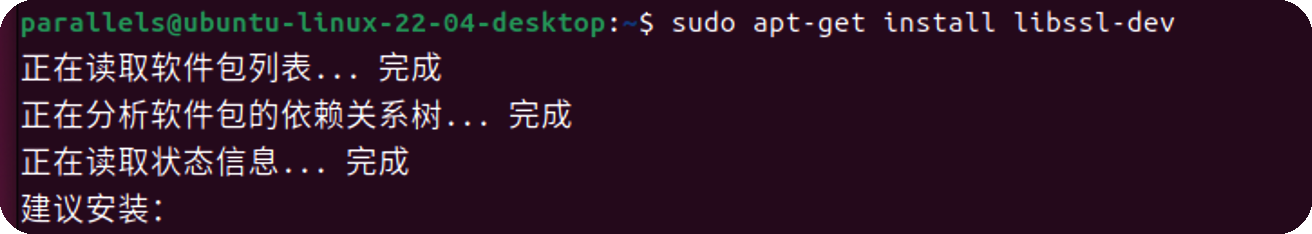 parallels@ubuntu-linux-22-04-desktop:~$ sudo apt-get install libssl-dev
正在读取软件包列表... 完成
正在分析软件包的依赖关系树... 完成
正在读取状态信息... 完成
建议安装：